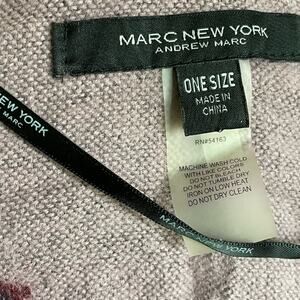 MARC NEW YORK
ANDREW MARC
ONE SIZE
MADE IN
CHINA
RN#54163
MACHINE WASH COLD
WITH LIKE COLORS
DO NOT BLEACH
DO NOT TUMBLE DRY
IRON ON LOW HEAT
DO NOT DRY CLEAN
NEW YORK
MARC
MARC NEW YORK